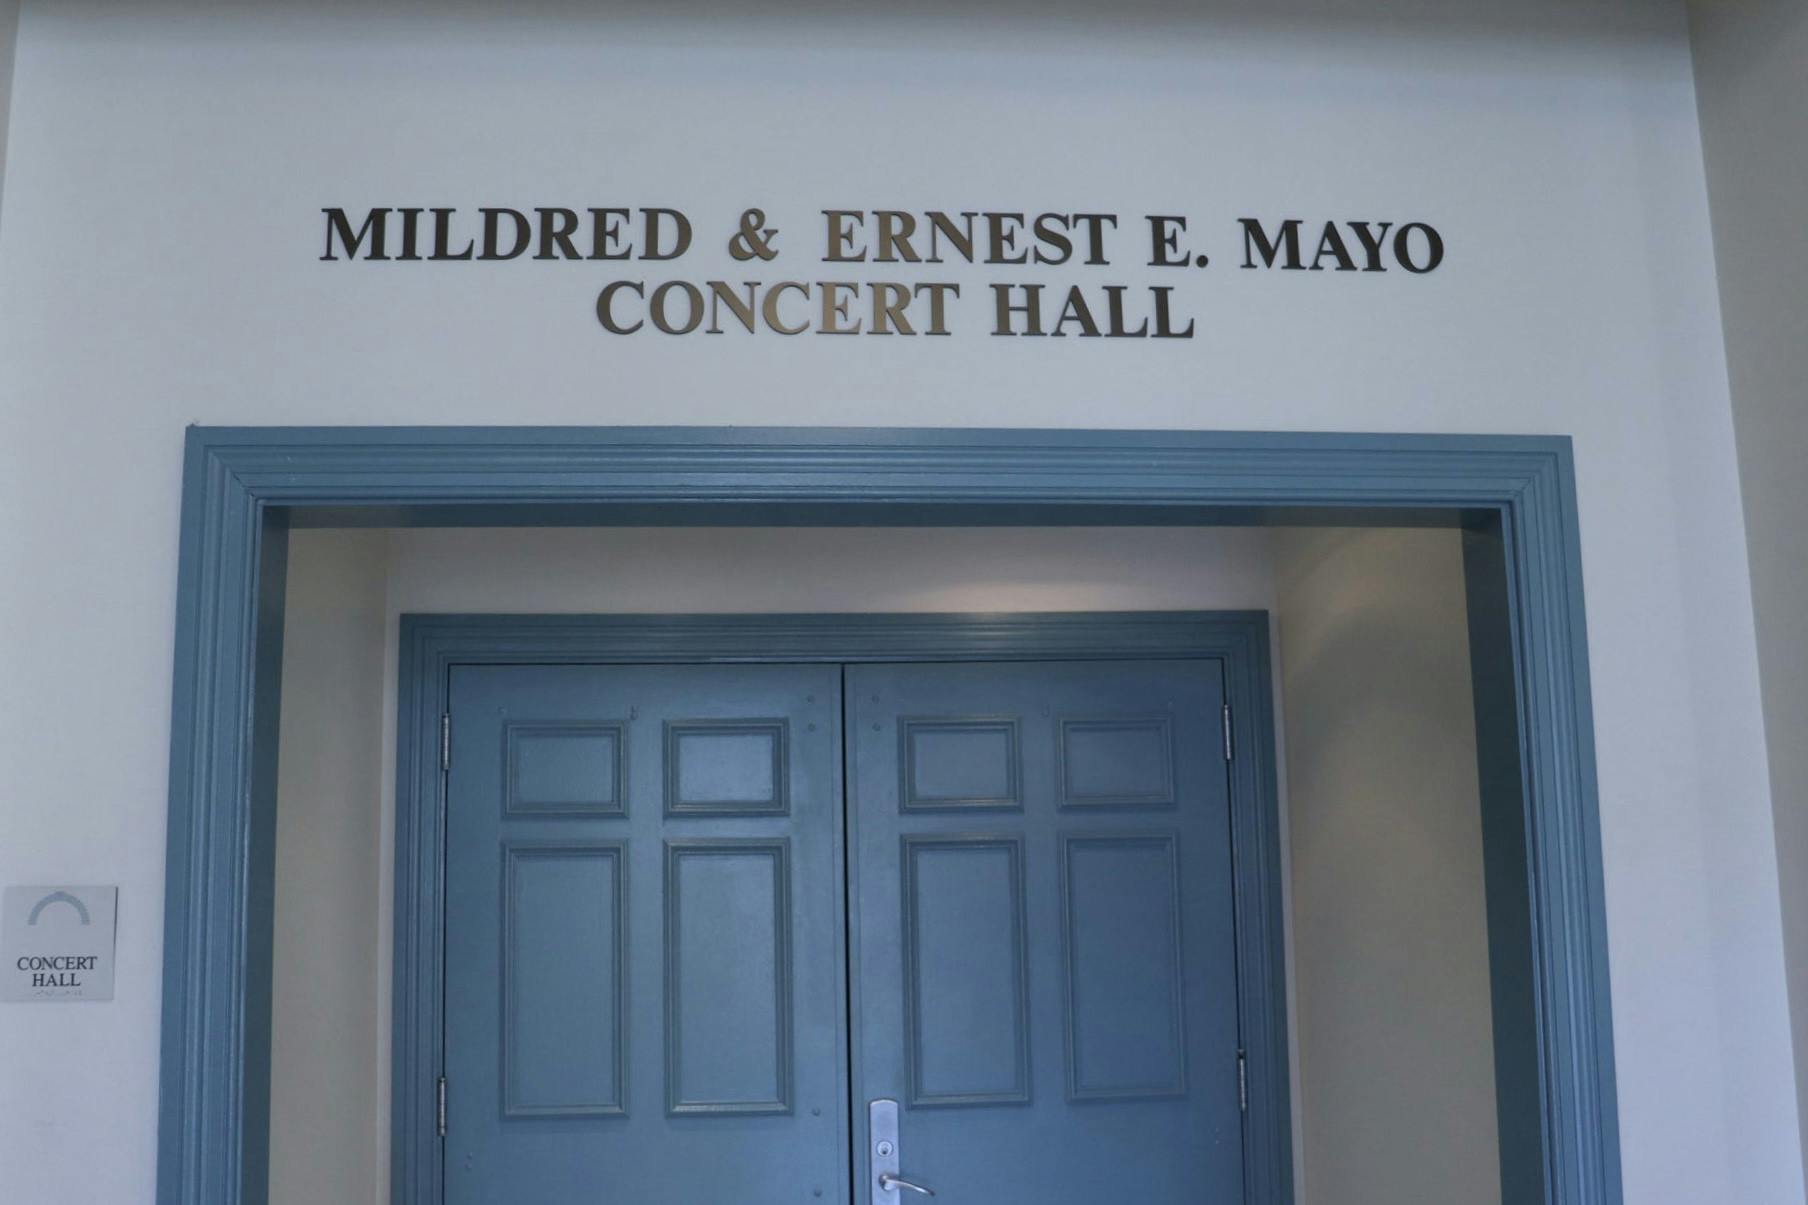 MILDRED & ERNEST E. MAYO
CONCERT HALL
CONCERT
HALL